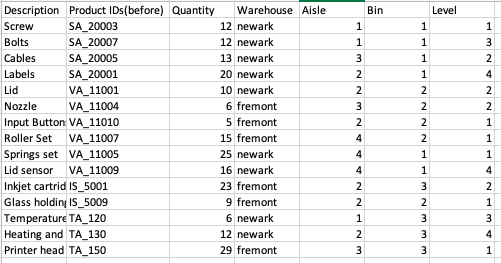 Description Product IDs(before) Quantity Warehouse Aisle Bin Level
Screw SA_20003 12 newark 1 1 1
Bolts SA_20007 12 newark 1 1 3
Cables SA_20005 13 newark 3 1 2
Labels SA_20001 20 newark 2 1 4
Lid VA_11001 10 newark 2 2 2
Nozzle VA_11004 6 fremont 3 2 2
Input Button VA_11010 5 fremont 2 2 1
Roller Set VA_11007 15 fremont 4 2 1
Springs set VA_11005 25 newark 4 1 1
Lid sensor VA_11009 16 newark 4 1 4
Inkjet cartrid IS_5001 23 fremont 2 3 2
Glass holding IS_5009 9 fremont 2 2 1
Temperature TA_120 6 newark 1 3 3
Heating and TA_130 12 newark 2 3 4
Printer head TA_150 29 fremont 3 3 1